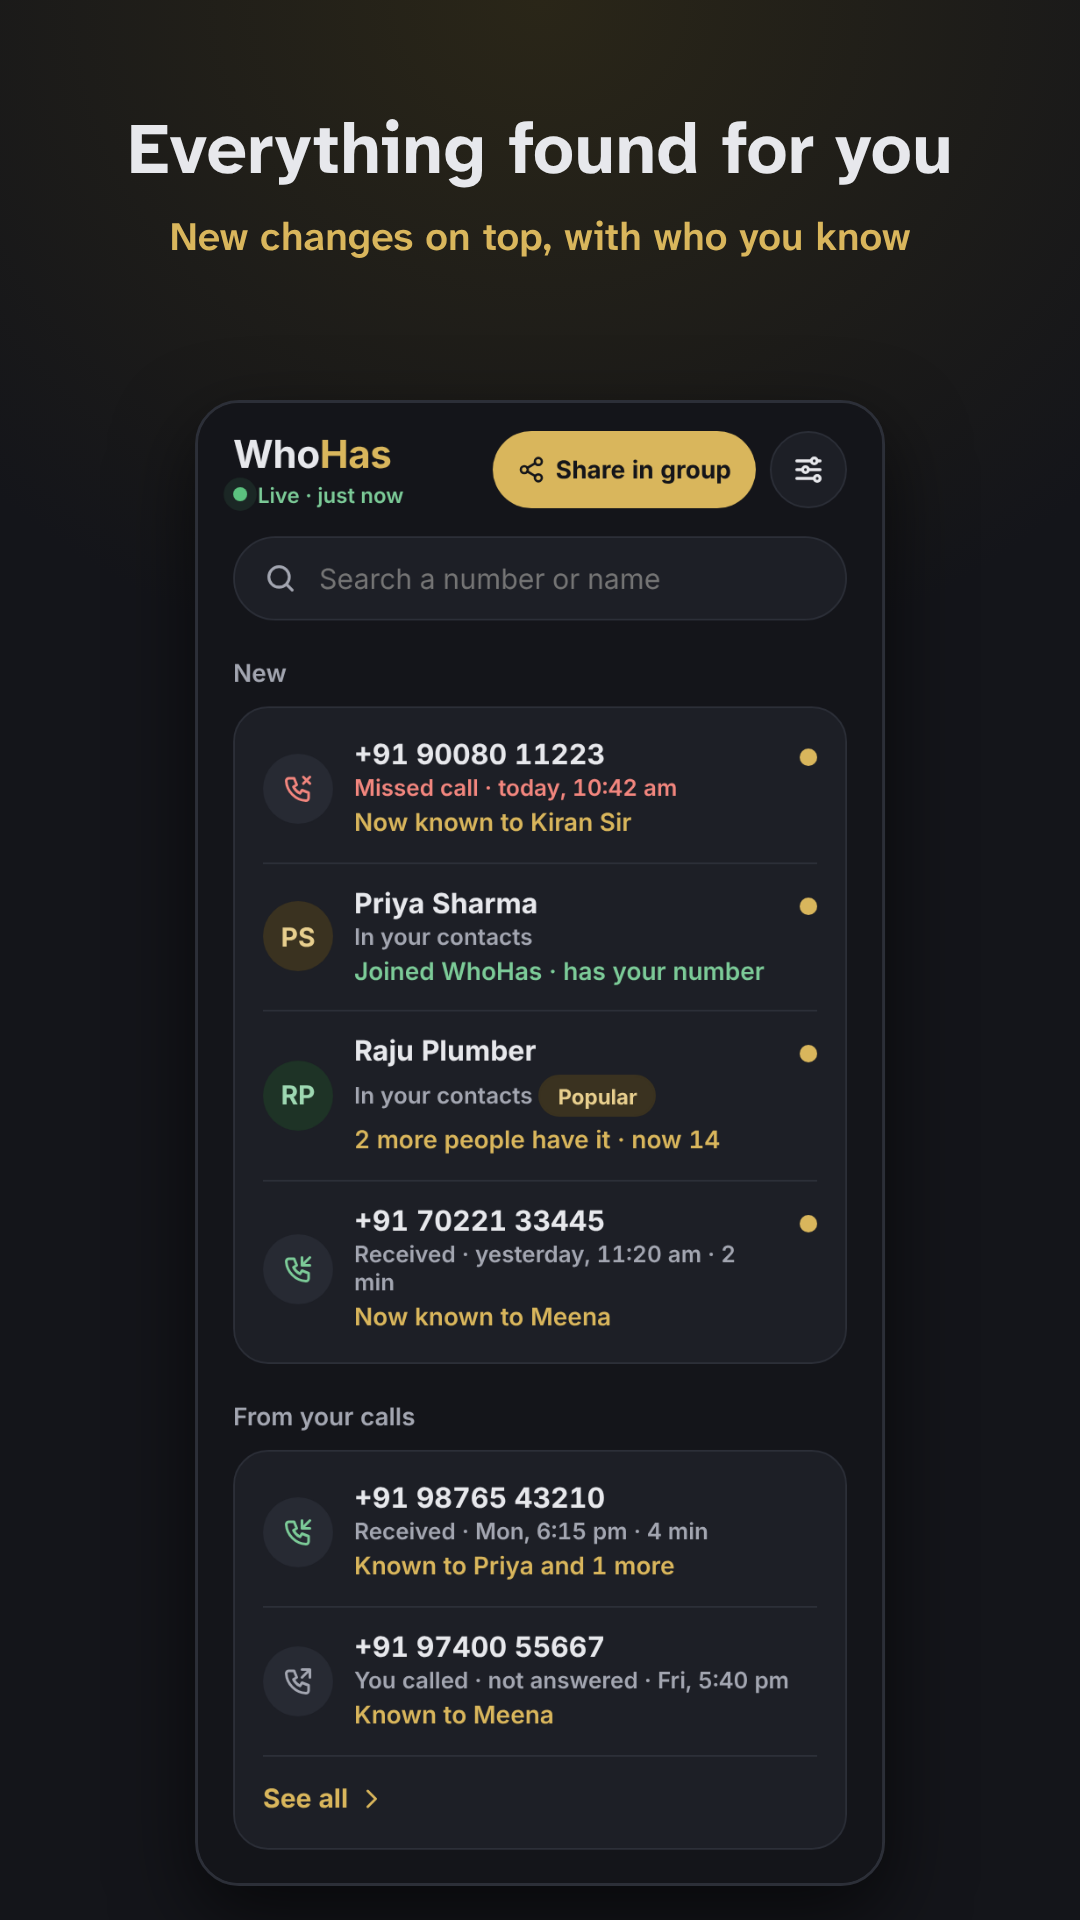 Everything found for you
New changes on top, with who you know
WhoHas
Live · just now
Share in group
Search a number or name
New
+91 90080 11223
Missed call · today, 10:42 am
Now known to Kiran Sir
PS
Priya Sharma
In your contacts
Joined WhoHas · has your number
RP
Raju Plumber
In your contacts Popular
2 more people have it · now 14
+91 70221 33445
Received · yesterday, 11:20 am · 2
min
Now known to Meena
From your calls
+91 98765 43210
Received · Mon, 6:15 pm · 4 min
Known to Priya and 1 more
+91 97400 55667
You called · not answered · Fri, 5:40 pm
Known to Meena
See all